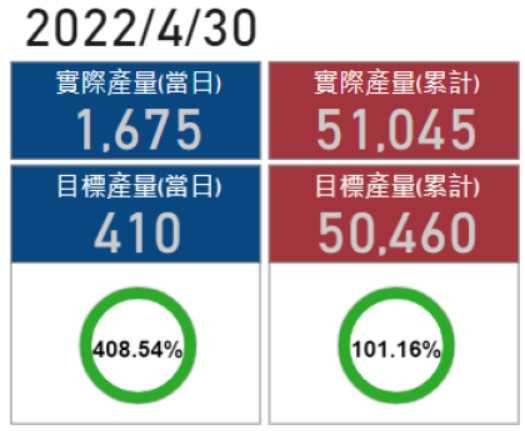 2022/4/30
實際產量(當日)
1,675
實際產量(累計)
51,045
目標產量(當日)
410
目標產量(累計)
50,460
408.54%
101.16%